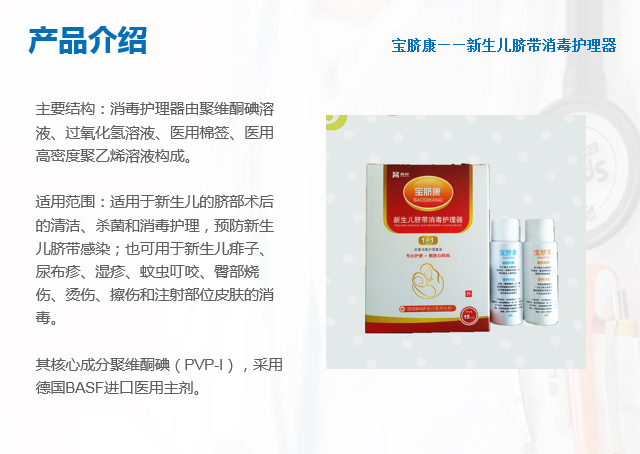 产品介绍
宝脐康——新生儿脐带消毒护理器
主要结构：消毒护理器由聚维酮碘溶
液、过氧化氢溶液、医用棉签、医用
高密度聚乙烯溶液构成。
适用范围：适用于新生儿的脐部术后
的清洁、杀菌和消毒护理，预防新生
儿脐带感染；也可用于新生儿痱子、
尿布疹、湿疹、蚊虫叮咬、臀部烧
伤、烫伤、擦伤和注射部位皮肤的消
毒。
其核心成分聚维酮碘（PVP-I），采用
德国BASF进口医用主剂。
宝脐康
BAOQIKANG
新生儿脐带消毒护理器
1+1
宝脐康
宝脐康